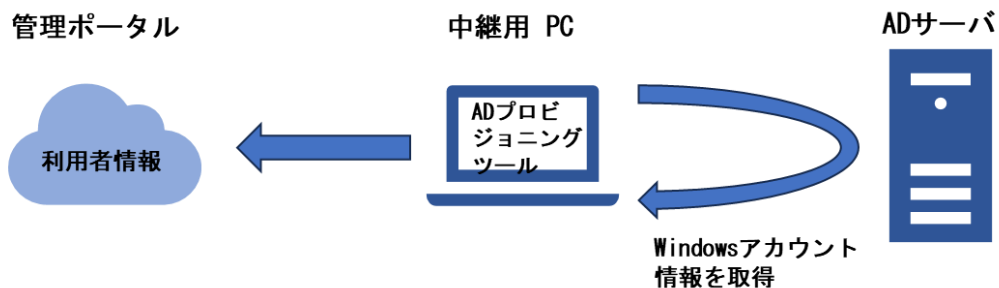 管理ポータル
中継用 PC
ADサーバ
利用者情報
ADプロビ
ジョニング
ツール
Windowsアカウント
情報を取得